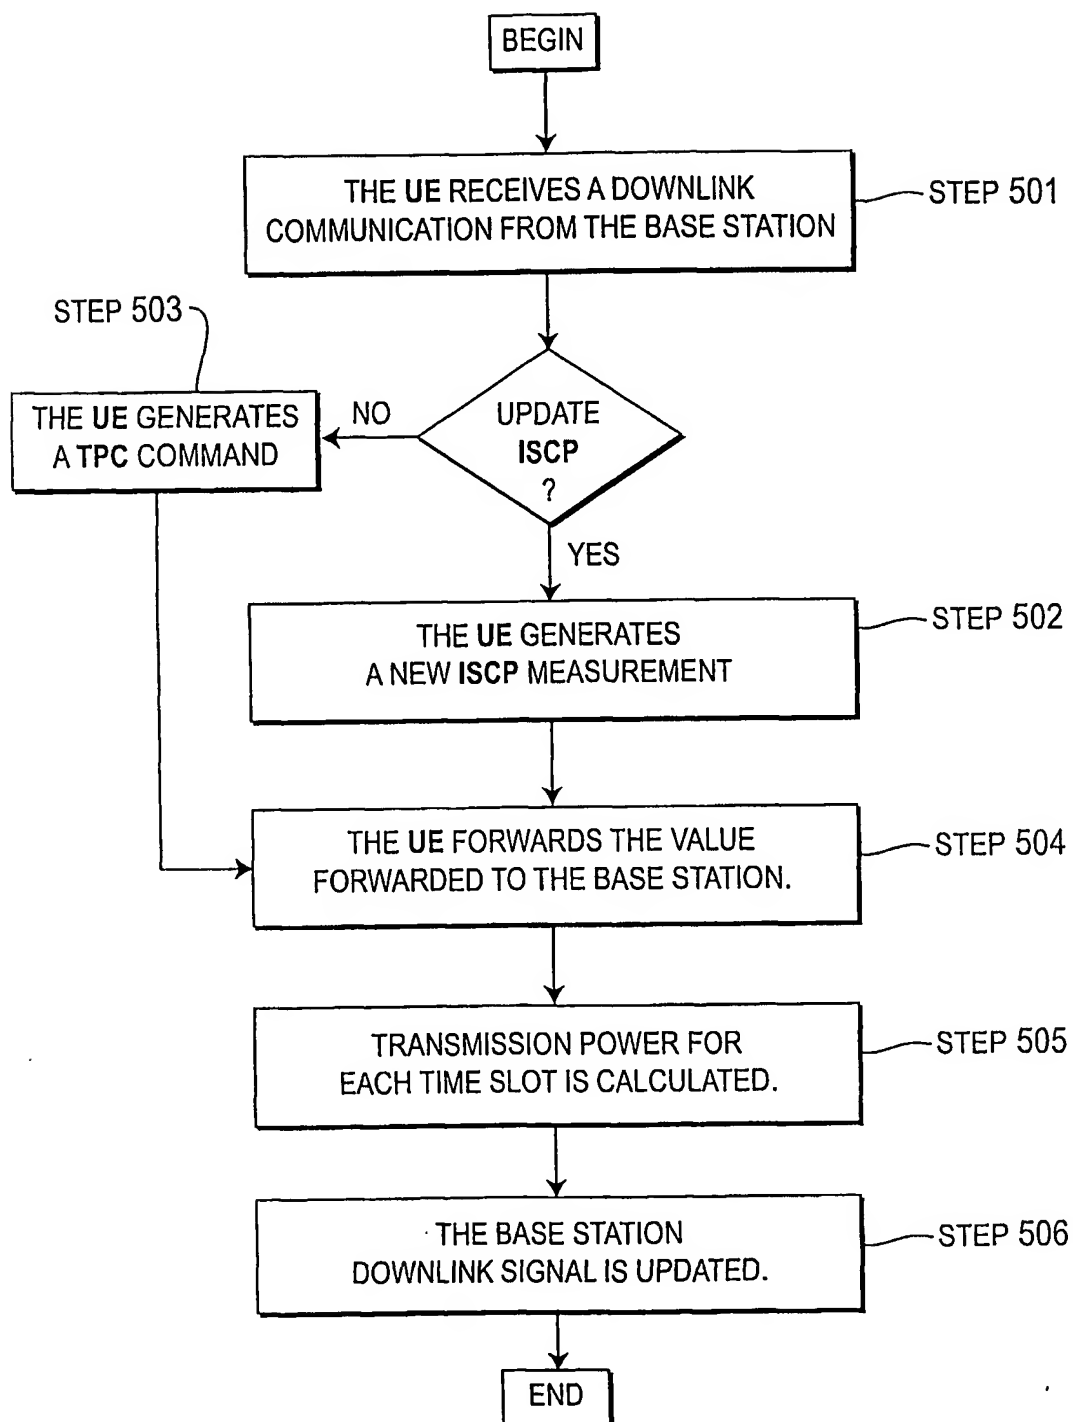 BEGIN
THE UE RECEIVES A DOWNLINK
COMMUNICATION FROM THE BASE STATION
STEP 501
STEP 503
THE UE GENERATES
A TPC COMMAND
NO
UPDATE
ISCP
?
YES
THE UE GENERATES
A NEW ISCP MEASUREMENT
STEP 502
THE UE FORWARDS THE VALUE
FORWARDED TO THE BASE STATION.
STEP 504
TRANSMISSION POWER FOR
EACH TIME SLOT IS CALCULATED.
STEP 505
THE BASE STATION
DOWNLINK SIGNAL IS UPDATED.
STEP 506
END